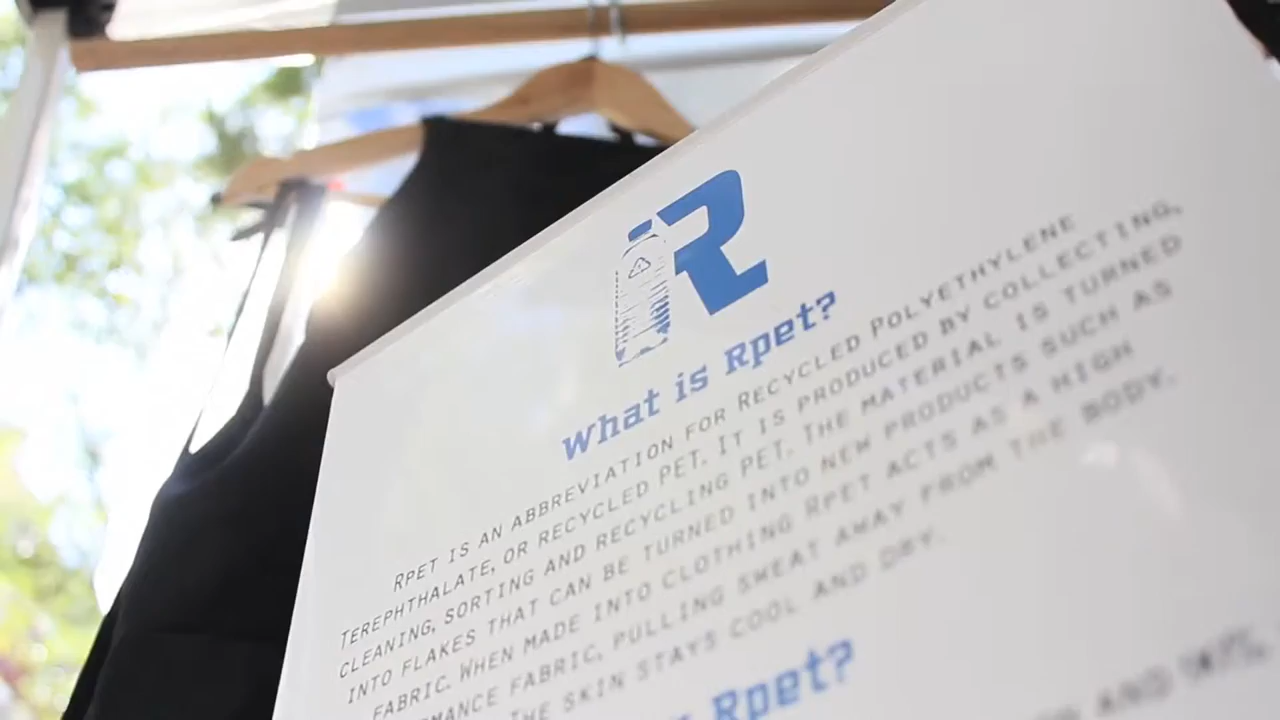 R
What is Rpet?
Rpet is an abbreviation for Recycled Polyethylene
Terephthalate, or recycled PET. It is produced by collecting,
cleaning, sorting and recycling PET. The material is turned
into flakes that can be turned into new products such as
fabric. When made into clothing Rpet acts as a high
rmance fabric, pulling sweat away from the body.
The skin stays cool and dry.
Rpet?
and